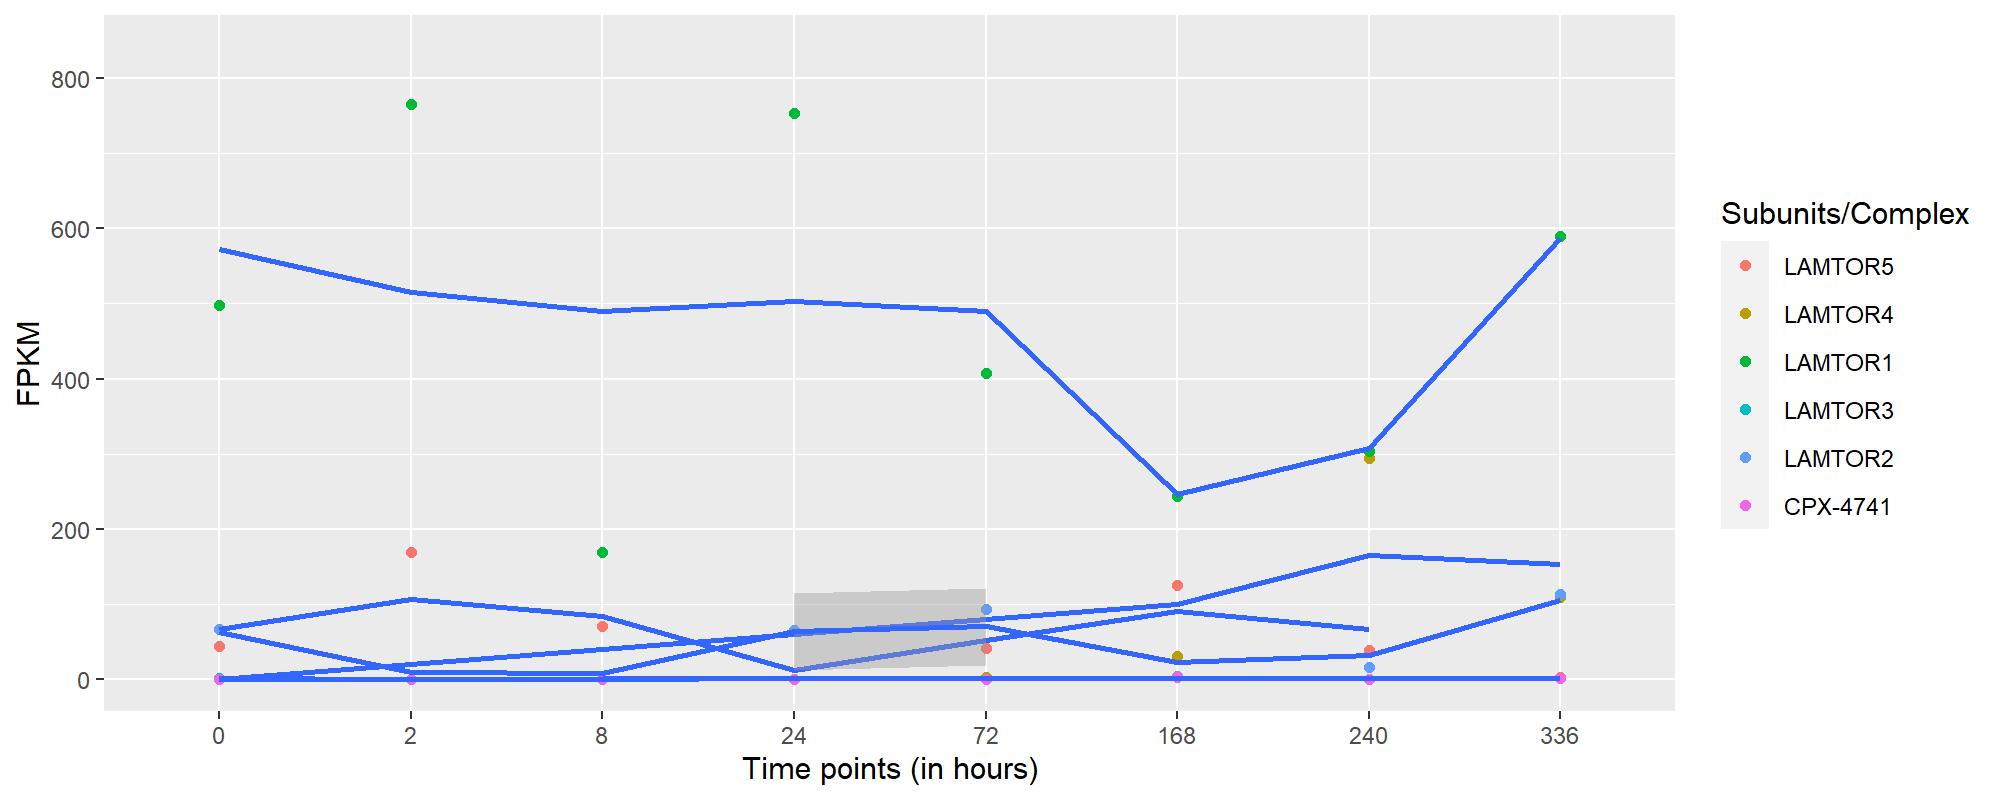 800
600
400
200
0
FPKM
0 2 8 24 72 168 240 336
Time points (in hours)
Subunits/Complex
LAMTOR5
LAMTOR4
LAMTOR1
LAMTOR3
LAMTOR2
CPX-4741